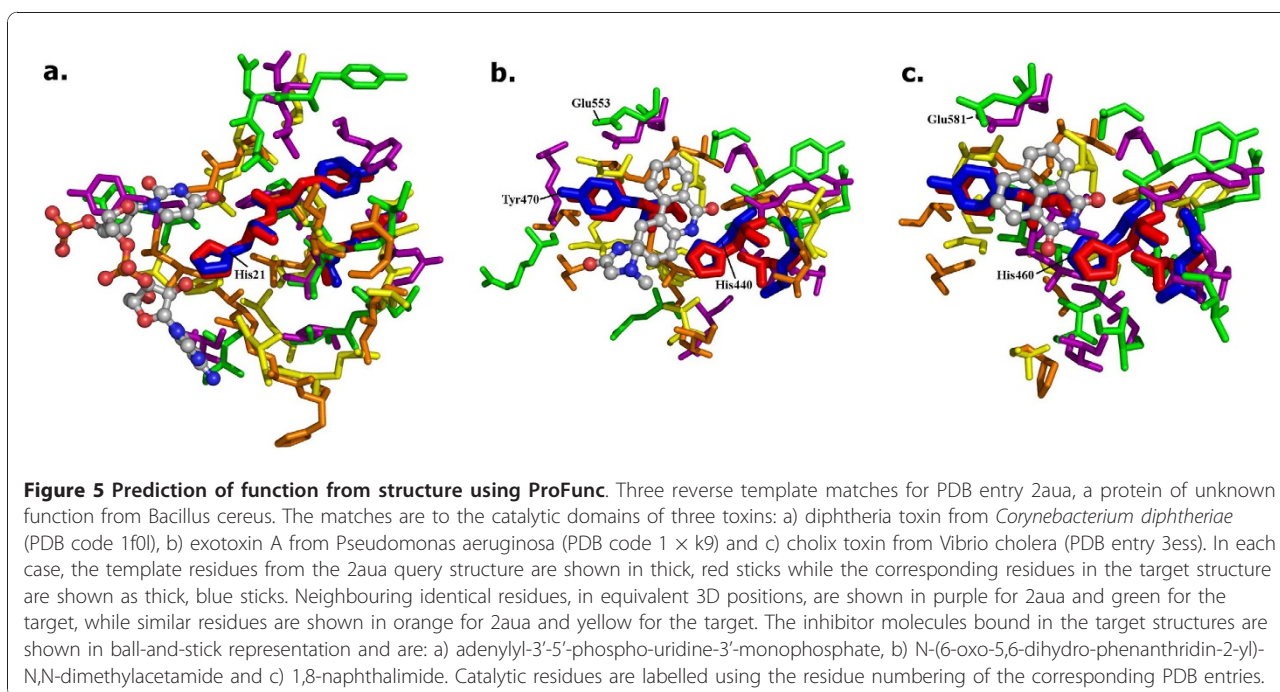 a.
b.
c.
Glu553
Glu581
Tyr470
His21
His440
His460
Figure 5 Prediction of function from structure using ProFunc. Three reverse template matches for PDB entry 2aua, a protein of unknown
function from Bacillus cereus. The matches are to the catalytic domains of three toxins: a) diphtheria toxin from Corynebacterium diphtheriae
(PDB code 1f0l), b) exotoxin A from Pseudomonas aeruginosa (PDB code 1 × k9) and c) cholix toxin from Vibrio cholera (PDB entry 3ess). In each
case, the template residues from the 2aua query structure are shown in thick, red sticks while the corresponding residues in the target structure
are shown as thick, blue sticks. Neighbouring identical residues, in equivalent 3D positions, are shown in purple for 2aua and green for the
target, while similar residues are shown in orange for 2aua and yellow for the target. The inhibitor molecules bound in the target structures are
shown in ball-and-stick representation and are: a) adenylyl-3’-5’-phospho-uridine-3’-monophosphate, b) N-(6-oxo-5,6-dihydro-phenanthridin-2-yl)-
N,N-dimethylacetamide and c) 1,8-naphthalimide. Catalytic residues are labelled using the residue numbering of the corresponding PDB entries.